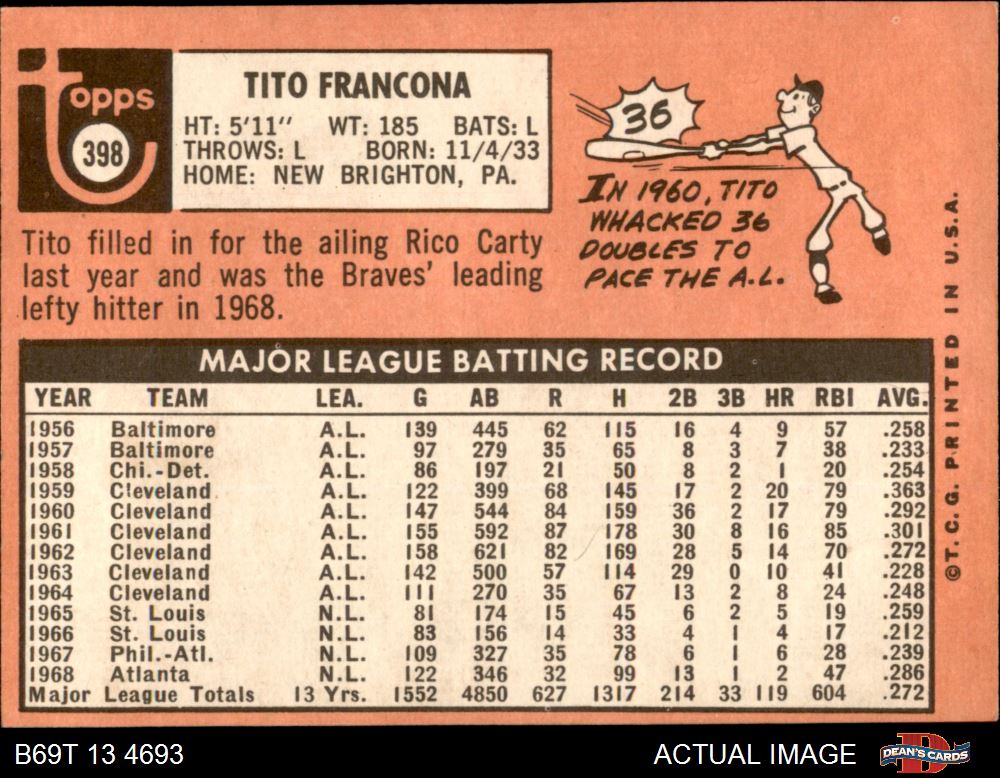 topps
398
TITO FRANCONA
HT: 5'11" WT: 185 BATS: L
THROWS: L BORN: 11/4/33
HOME: NEW BRIGHTON, PA.
36
IN 1960, TITO
WHACKED 36
DOUBLES TO
PACE THE A.L.
Tito filled in for the ailing Rico Carty
last year and was the Braves' leading
lefty hitter in 1968.
MAJOR LEAGUE BATTING RECORD
YEAR TEAM LEA. G AB R H 2B 3B HR RBI AVG.
1956 Baltimore A.L. 139 445 62 115 16 4 9 57 .258
1957 Baltimore A.L. 97 279 35 65 8 3 7 38 .233
1958 Chi.-Det. A.L. 86 197 21 50 8 2 1 20 .254
1959 Cleveland A.L. 122 399 68 145 17 2 20 79 .363
1960 Cleveland A.L. 147 544 84 159 36 2 17 79 .292
1961 Cleveland A.L. 155 592 87 178 30 8 16 85 .301
1962 Cleveland A.L. 158 621 82 169 28 5 14 70 .272
1963 Cleveland A.L. 142 500 57 114 29 0 10 41 .228
1964 Cleveland A.L. 111 270 35 67 13 2 8 24 .248
1965 St. Louis N.L. 81 174 15 45 6 2 5 19 .259
1966 St. Louis N.L. 83 156 14 33 4 1 4 17 .212
1967 Phil.-Atl. N.L. 109 327 35 78 6 1 6 28 .239
1968 Atlanta N.L. 122 346 32 99 13 1 2 47 .286
Major League Totals 13 Yrs. 1552 4850 627 1317 214 33 119 604 .272
©T.C.G. PRINTED IN U.S.A.
B69T 13 4693
ACTUAL IMAGE
DEAN'S CARDS